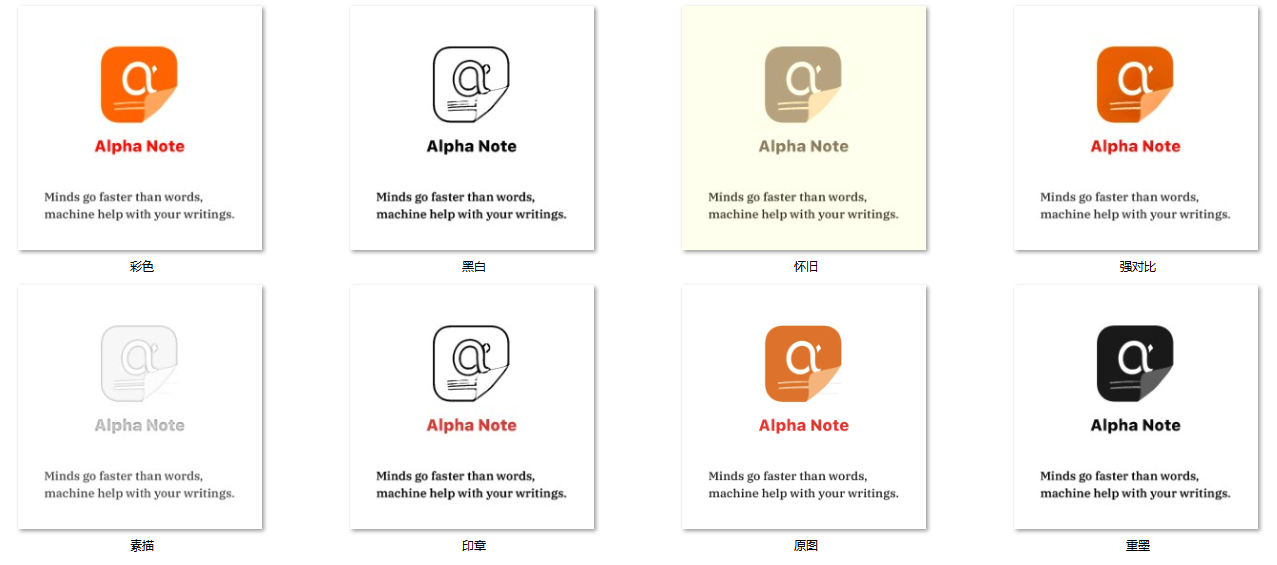 Alpha Note
Minds go faster than words,
machine help with your writings.
彩色
Alpha Note
Minds go faster than words,
machine help with your writings.
黑白
Alpha Note
Minds go faster than words,
machine help with your writings.
怀旧
Alpha Note
Minds go faster than words,
machine help with your writings.
强对比
Alpha Note
Minds go faster than words,
machine help with your writings.
素描
Alpha Note
Minds go faster than words,
machine help with your writings.
印章
Alpha Note
Minds go faster than words,
machine help with your writings.
原图
Alpha Note
Minds go faster than words,
machine help with your writings.
重墨